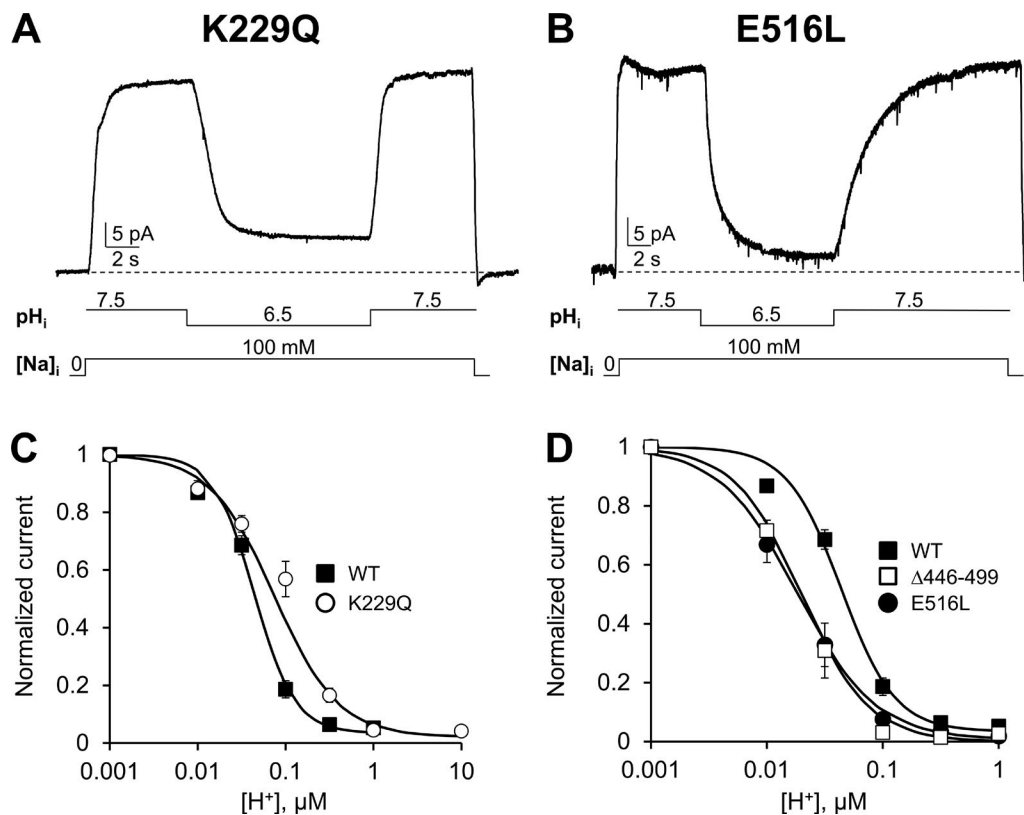 A K229Q
B E516L
5 pA
2 s
5 pA
2 s
7.5 6.5 7.5
pHi
7.5 6.5 7.5
pHi
100 mM
[Na]i 0
100 mM
[Na]i 0
C
Normalized current
1
0.8
0.6
0.4
0.2
0
WT
K229Q
0.001 0.01 0.1 1 10
[H⁺], µM
D
Normalized current
1
0.8
0.6
0.4
0.2
0
WT
Δ446-499
E516L
0.001 0.01 0.1 1
[H⁺], µM